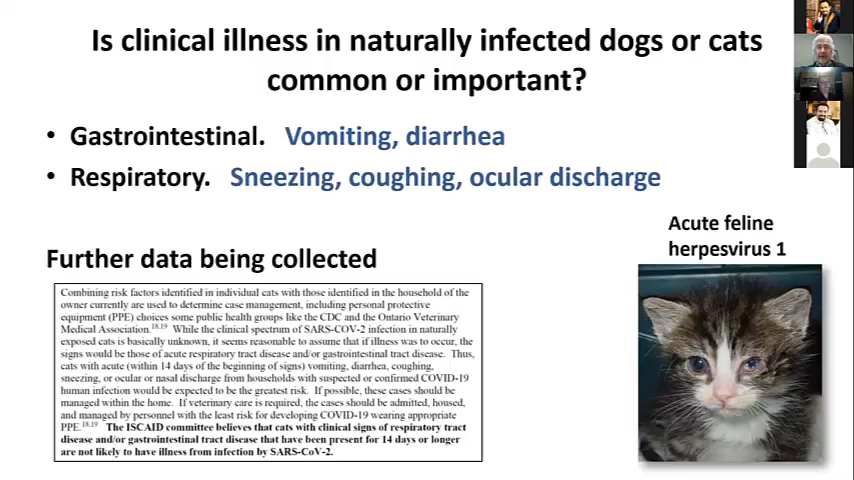 Is clinical illness in naturally infected dogs or cats
common or important?
• Gastrointestinal. Vomiting, diarrhea
• Respiratory. Sneezing, coughing, ocular discharge
Further data being collected
Combining risk factors identified in individual cats with those identified in the household of the
owner currently are used to determine case management, including personal protective
equipment (PPE) choices some public health groups like the CDC and the Ontario Veterinary
Medical Association.18,19 While the clinical spectrum of SARS-COV-2 infection in naturally
exposed cats is basically unknown, it seems reasonable to assume that if illness was to occur, the
signs would be those of acute respiratory tract disease and/or gastrointestinal tract disease. Thus,
cats with acute (within 14 days of the beginning of signs) vomiting, diarrhea, coughing,
sneezing, or ocular or nasal discharge from households with suspected or confirmed COVID-19
human infection would be expected to be the greatest risk. If possible, these cases should be
managed within the home. If veterinary care is required, the cases should be admitted, housed,
and managed by personnel with the least risk for developing COVID-19 wearing appropriate
PPE.18,19 The ISCAID committee believes that cats with clinical signs of respiratory tract
disease and/or gastrointestinal tract disease that have been present for 14 days or longer
are not likely to have illness from infection by SARS-CoV-2.
Acute feline
herpesvirus 1